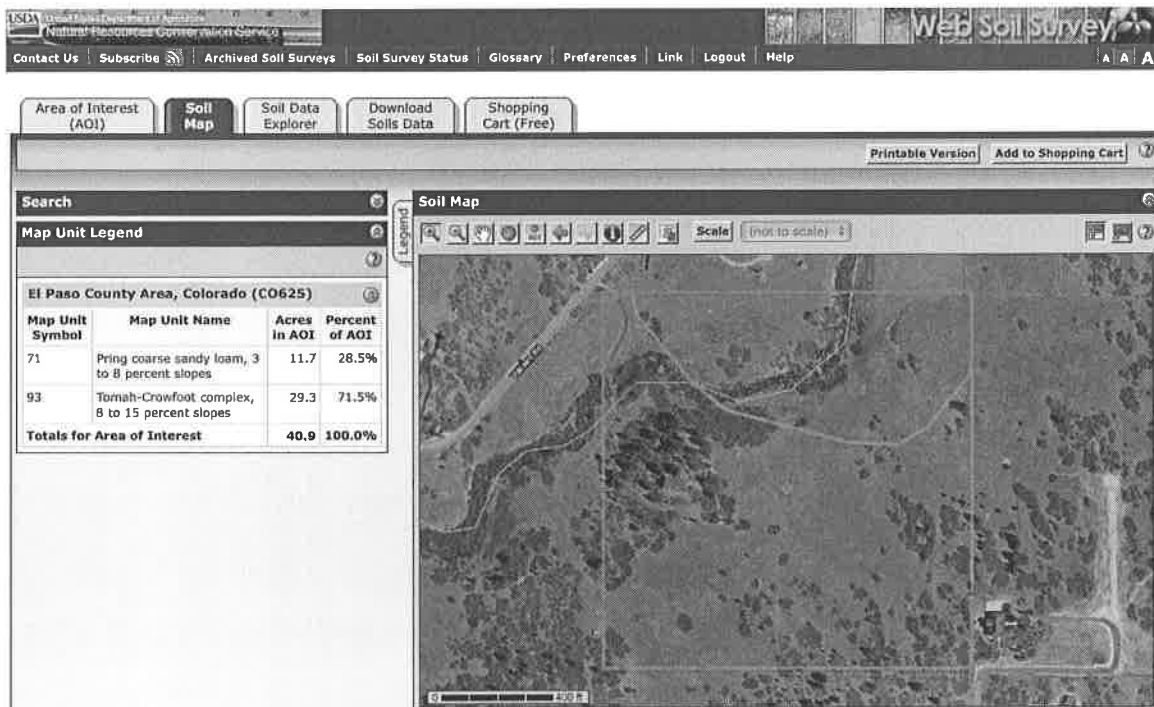 USDA United States Department of Agriculture
Natural Resources Conservation Service
Web Soil Survey
Contact Us Subscribe Archived Soil Surveys Soil Survey Status Glossary Preferences Link Logout Help A A A
Area of Interest (AOI)
Soil Map
Soil Data Explorer
Download Soils Data
Shopping Cart (Free)
Printable Version Add to Shopping Cart
Search
Map Unit Legend
El Paso County Area, Colorado (CO625)
Map Unit Symbol Map Unit Name Acres in AOI Percent of AOI
71 Pring coarse sandy loam, 3 11.7 28.5%
to 8 percent slopes
93 Tomah-Crowfoot complex, 29.3 71.5%
8 to 15 percent slopes
Totals for Area of Interest 40.9 100.0%
Legend
Soil Map
Scale (not to scale)
0 400 ft